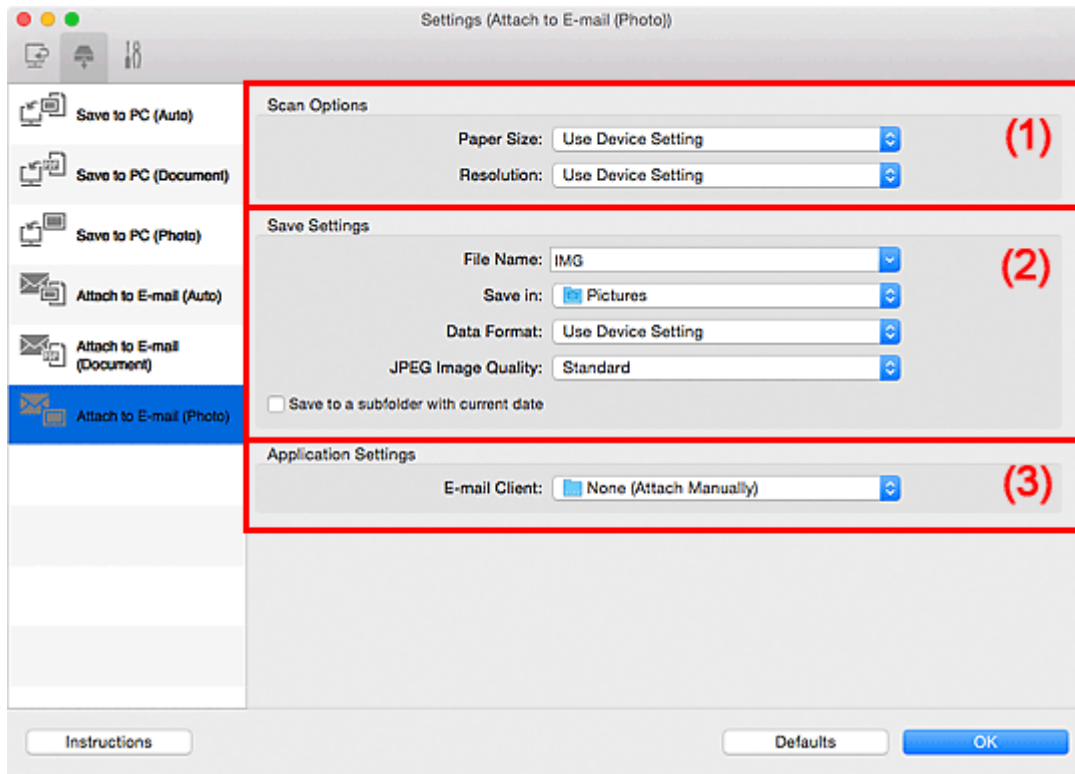 Settings (Attach to E-mail (Photo))
Save to PC (Auto)
Save to PC (Document)
Save to PC (Photo)
Attach to E-mail (Auto)
Attach to E-mail
(Document)
Attach to E-mail (Photo)
Scan Options
(1)
Paper Size: Use Device Setting
Resolution: Use Device Setting
Save Settings
(2)
File Name: IMG
Save in: Pictures
Data Format: Use Device Setting
JPEG Image Quality: Standard
Save to a subfolder with current date
Application Settings
(3)
E-mail Client: None (Attach Manually)
Instructions
Defaults
OK